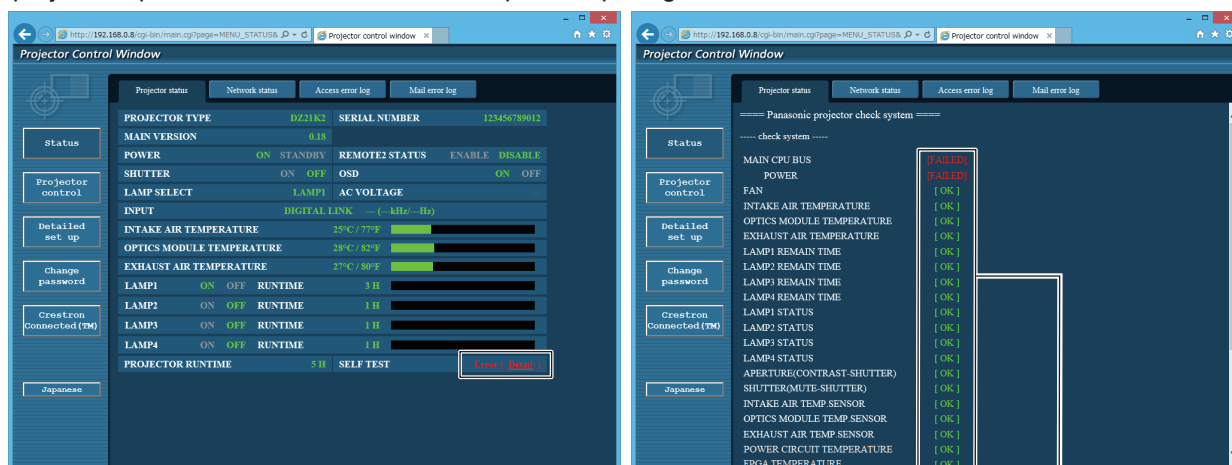 http://192.168.0.8/cgi-bin/main.cgi?page=MENU_STATUS&
Projector control window
Projector Control Window
Projector status
Network status
Access error log
Mail error log
Status
Projector control
Detailed set up
Change password
Crestron Connected(TM)
Japanese
PROJECTOR TYPE DZ21K2 SERIAL NUMBER 123456789012
MAIN VERSION 0.18
POWER ON STANDBY REMOTE2 STATUS ENABLE DISABLE
SHUTTER ON OFF OSD ON OFF
LAMP SELECT LAMP1 AC VOLTAGE ---
INPUT DIGITAL LINK --- (---kHz/---Hz)
INTAKE AIR TEMPERATURE 25°C / 77°F
OPTICS MODULE TEMPERATURE 28°C / 82°F
EXHAUST AIR TEMPERATURE 27°C / 80°F
LAMP1 ON OFF RUNTIME 3 H
LAMP2 ON OFF RUNTIME 1 H
LAMP3 ON OFF RUNTIME 1 H
LAMP4 ON OFF RUNTIME 1 H
PROJECTOR RUNTIME 5 H SELF TEST Error ( Detail )
http://192.168.0.8/cgi-bin/main.cgi?page=MENU_STATUS&
Projector control window
Projector Control Window
Projector status
Network status
Access error log
Mail error log
Status
Projector control
Detailed set up
Change password
Crestron Connected(TM)
Japanese
==== Panasonic projector check system ====
----- check system -----
MAIN CPU BUS [FAILED]
POWER [FAILED]
FAN [ OK ]
INTAKE AIR TEMPERATURE [ OK ]
OPTICS MODULE TEMPERATURE [ OK ]
EXHAUST AIR TEMPERATURE [ OK ]
LAMP1 REMAIN TIME [ OK ]
LAMP2 REMAIN TIME [ OK ]
LAMP3 REMAIN TIME [ OK ]
LAMP4 REMAIN TIME [ OK ]
LAMP1 STATUS [ OK ]
LAMP2 STATUS [ OK ]
LAMP3 STATUS [ OK ]
LAMP4 STATUS [ OK ]
APERTURE(CONTRAST-SHUTTER) [ OK ]
SHUTTER(MUTE-SHUTTER) [ OK ]
INTAKE AIR TEMP.SENSOR [ OK ]
OPTICS MODULE TEMP.SENSOR [ OK ]
EXHAUST AIR TEMP.SENSOR [ OK ]
POWER CIRCUIT TEMPERATURE [ OK ]
FPGA TEMPERATURE [ OK ]